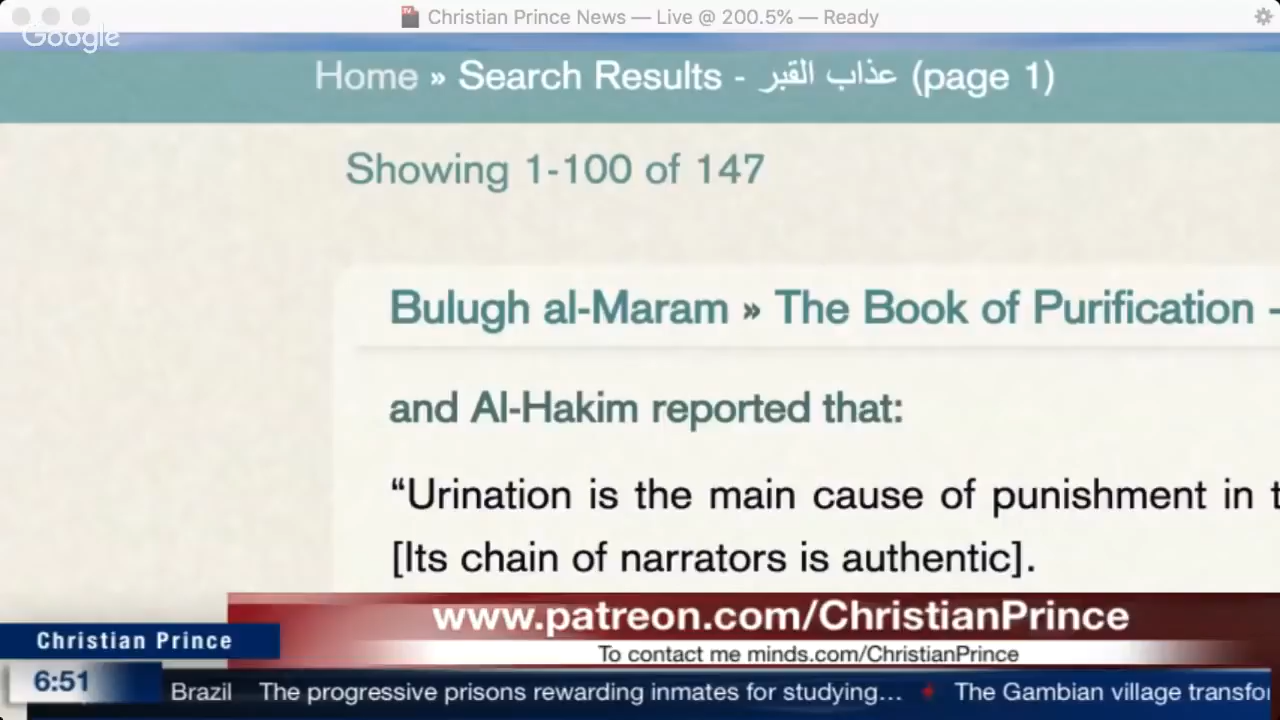 Christian Prince News — Live @ 200.5% — Ready
Google
Home » Search Results - عذاب القبر (page 1)
Showing 1-100 of 147
Bulugh al-Maram » The Book of Purification -
and Al-Hakim reported that:
“Urination is the main cause of punishment in t
[Its chain of narrators is authentic].
www.patreon.com/ChristianPrince
Christian Prince
To contact me minds.com/ChristianPrince
6:51
Brazil The progressive prisons rewarding inmates for studying... The Gambian village transfor